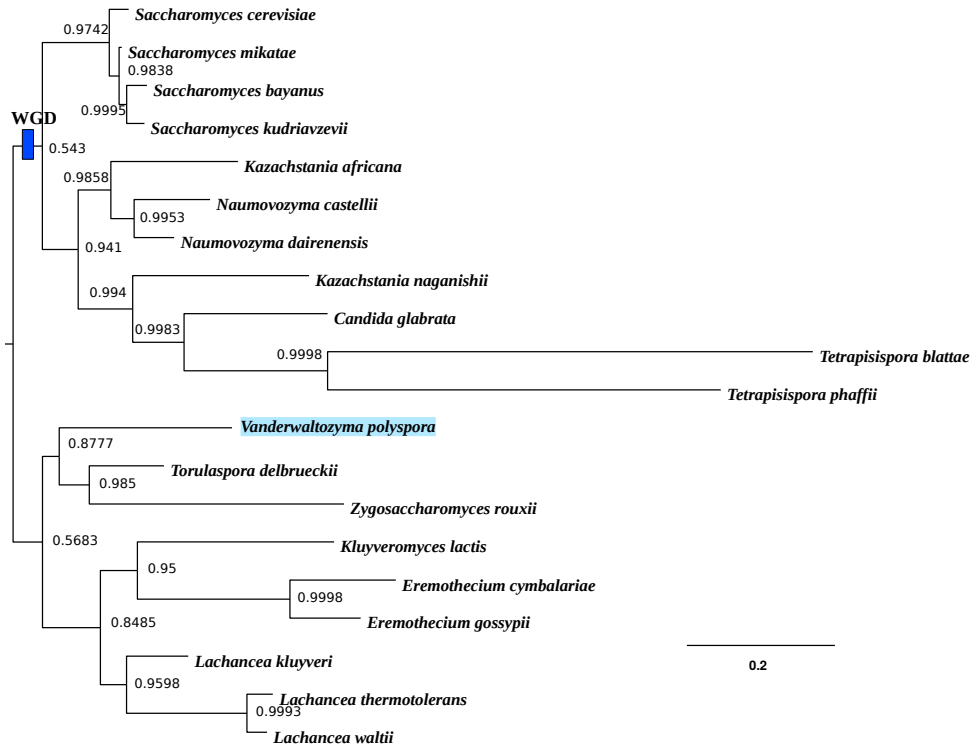 Saccharomyces cerevisiae
0.9742
Saccharomyces mikatae
0.9838
Saccharomyces bayanus
0.9995
WGD
Saccharomyces kudriavzevii
0.543
Kazachstania africana
0.9858
Naumovozyma castellii
0.9953
Naumovozyma dairenensis
0.941
Kazachstania naganishii
0.994
Candida glabrata
0.9983
0.9998
Tetrapisispora blattae
Tetrapisispora phaffii
Vanderwaltozyma polyspora
0.8777
Torulaspora delbrueckii
0.985
Zygosaccharomyces rouxii
0.5683
Kluyveromyces lactis
0.95
Eremothecium cymbalariae
0.9998
Eremothecium gossypii
0.8485
Lachancea kluyveri
0.2
0.9598
Lachancea thermotolerans
0.9993
Lachancea waltii